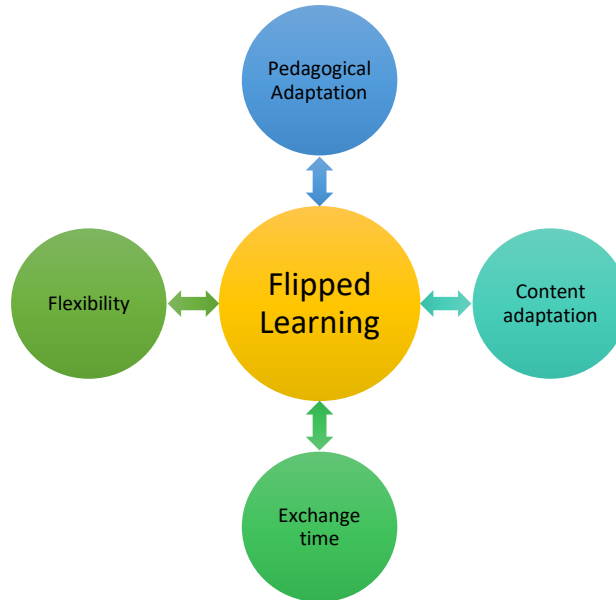 Pedagogical
Adaptation
Flexibility
Flipped
Learning
Content
adaptation
Exchange
time